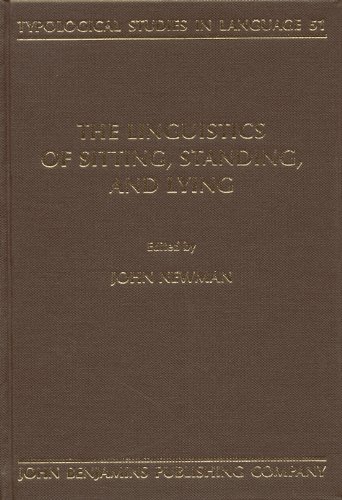 TYPOLOGICAL STUDIES IN LANGUAGE 51
THE LINGUISTICS
OF SITTING, STANDING,
AND LYING
Edited by
JOHN NEWMAN
JOHN BENJAMINS PUBLISHING COMPANY